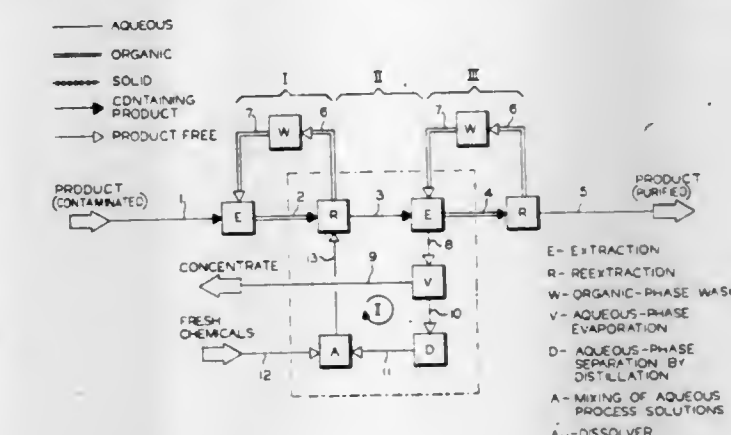 AQUEOUS
ORGANIC
SOLID
CONTAINING
PRODUCT
PRODUCT FREE
I
II
III
7
W
6
7
W
6
PRODUCT
(CONTAMINATED)
1
E
2
R
3
E
4
R
5
PRODUCT
(PURIFIED)
13
8
CONCENTRATE
9
V
I
10
FRESH
CHEMICALS
12
A
11
D
E - EXTRACTION
R - REEXTRACTION
W - ORGANIC-PHASE WASH
V - AQUEOUS-PHASE
EVAPORATION
D - AQUEOUS-PHASE
SEPARATION BY
DISTILLATION
A - MIXING OF AQUEOUS
PROCESS SOLUTIONS
DISSOLVER